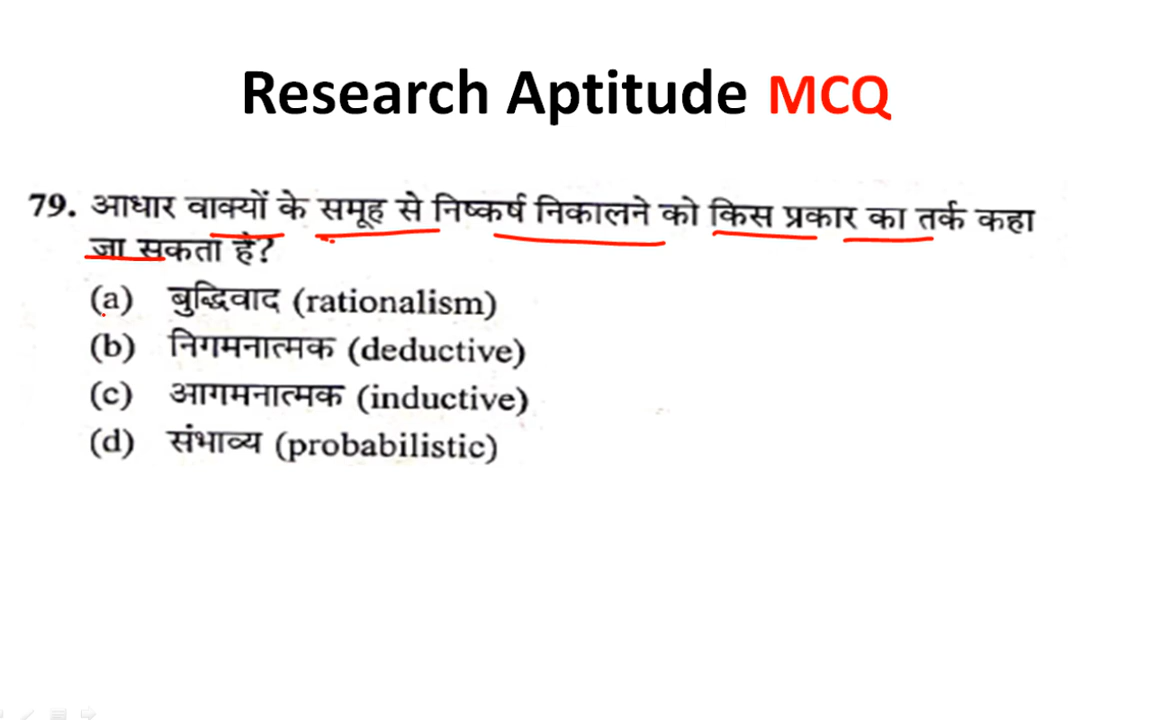 Research Aptitude MCQ
79. आधार वाक्यों के समूह से निष्कर्ष निकालने को किस प्रकार का तर्क कहा
जा सकता है?
(a) बुद्धिवाद (rationalism)
(b) निगमनात्मक (deductive)
(c) आगमनात्मक (inductive)
(d) संभाव्य (probabilistic)